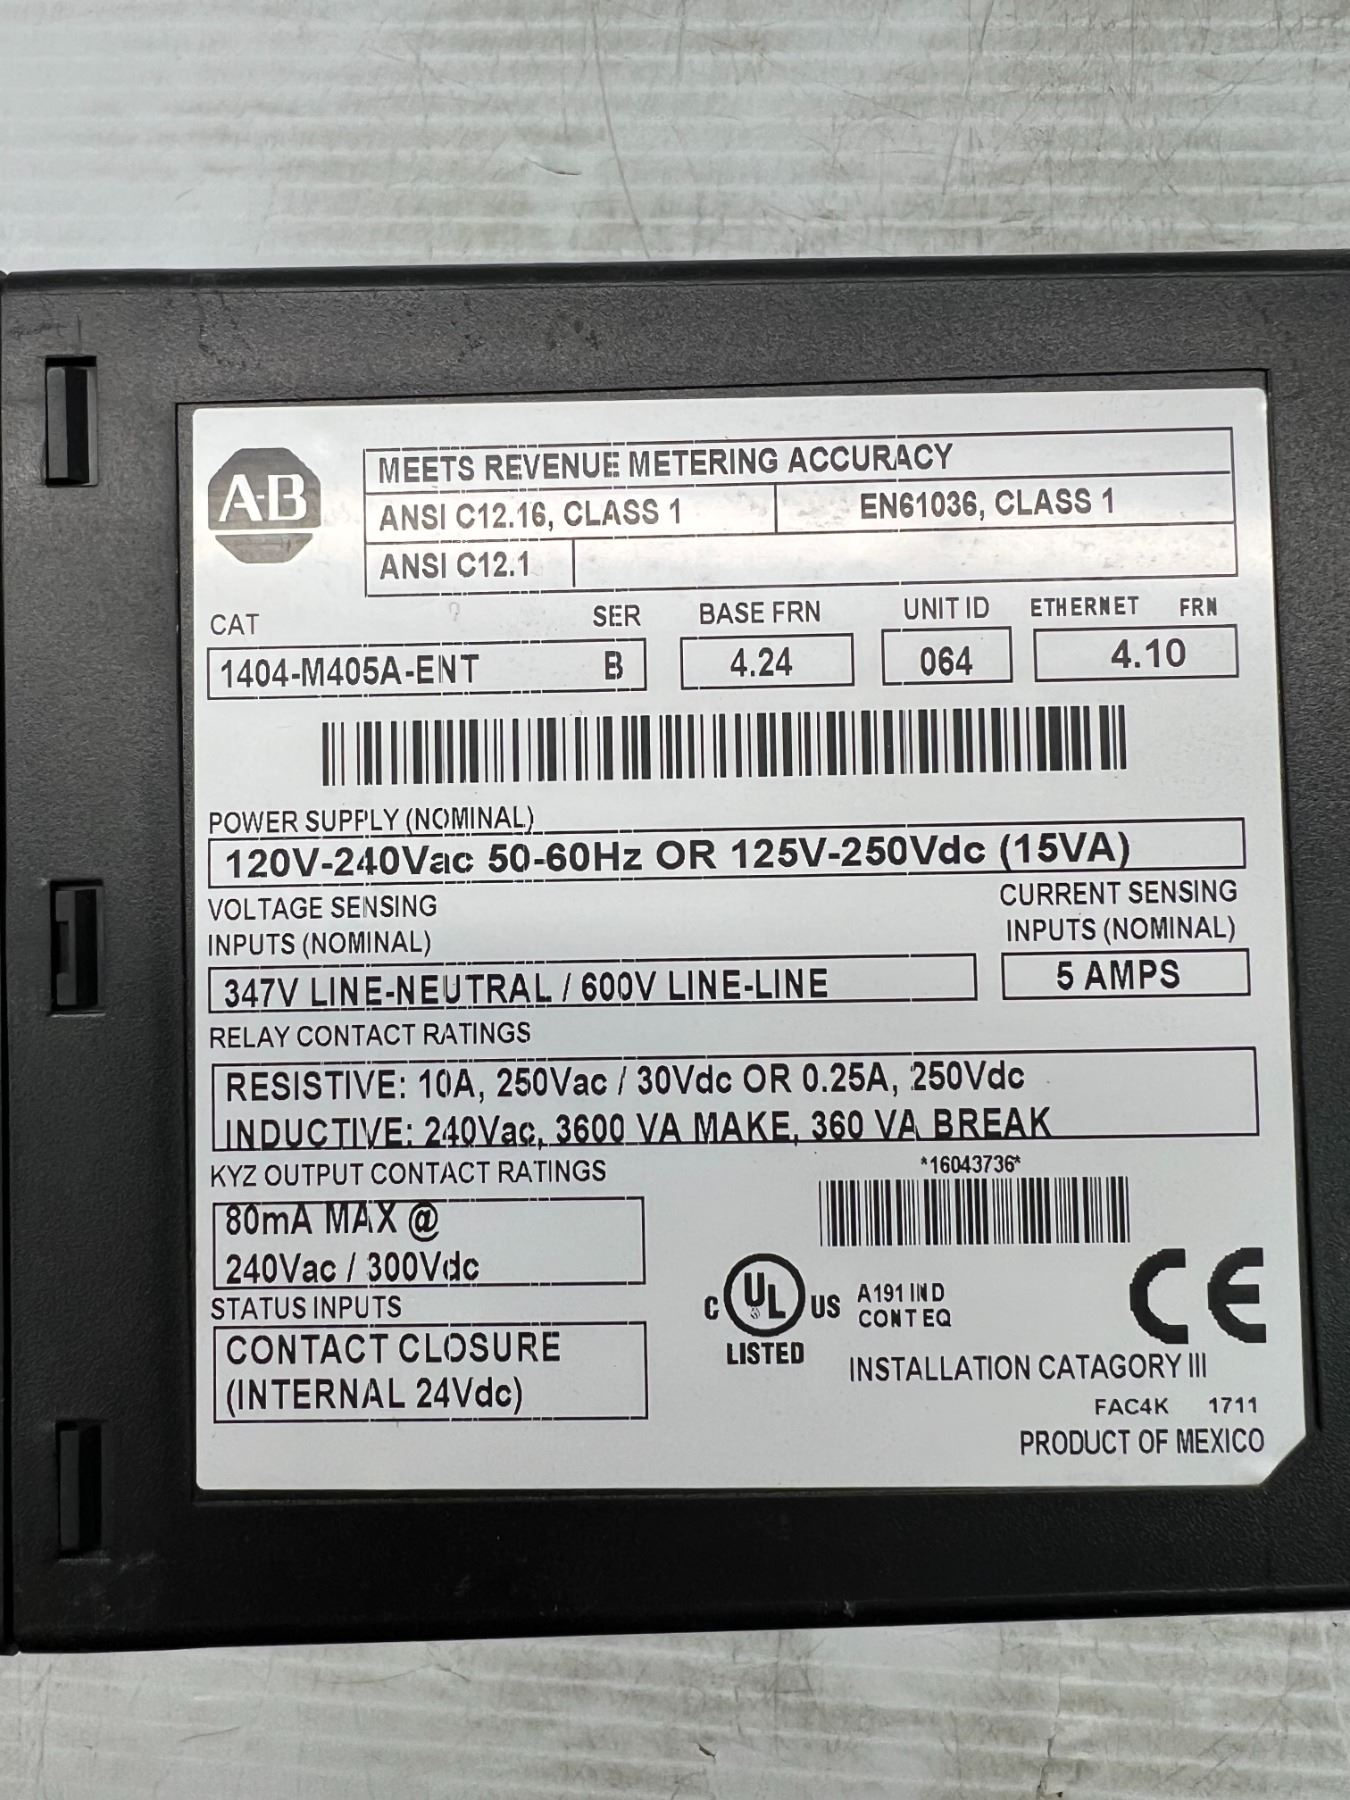 A-B
MEETS REVENUE METERING ACCURACY
ANSI C12.16, CLASS 1 EN61036, CLASS 1
ANSI C12.1
CAT SER BASE FRN UNIT ID ETHERNET FRN
1404-M405A-ENT B 4.24 064 4.10
POWER SUPPLY (NOMINAL)
120V-240Vac 50-60Hz OR 125V-250Vdc (15VA)
VOLTAGE SENSING
INPUTS (NOMINAL)
CURRENT SENSING
INPUTS (NOMINAL)
347V LINE-NEUTRAL / 600V LINE-LINE 5 AMPS
RELAY CONTACT RATINGS
RESISTIVE: 10A, 250Vac / 30Vdc OR 0.25A, 250Vdc
INDUCTIVE: 240Vac, 3600 VA MAKE, 360 VA BREAK
KYZ OUTPUT CONTACT RATINGS
*16043736*
80mA MAX @
240Vac / 300Vdc
STATUS INPUTS
CONTACT CLOSURE
(INTERNAL 24Vdc)
C UL US
LISTED
A191 IND
CONT EQ
CE
INSTALLATION CATAGORY III
FAC4K 1711
PRODUCT OF MEXICO